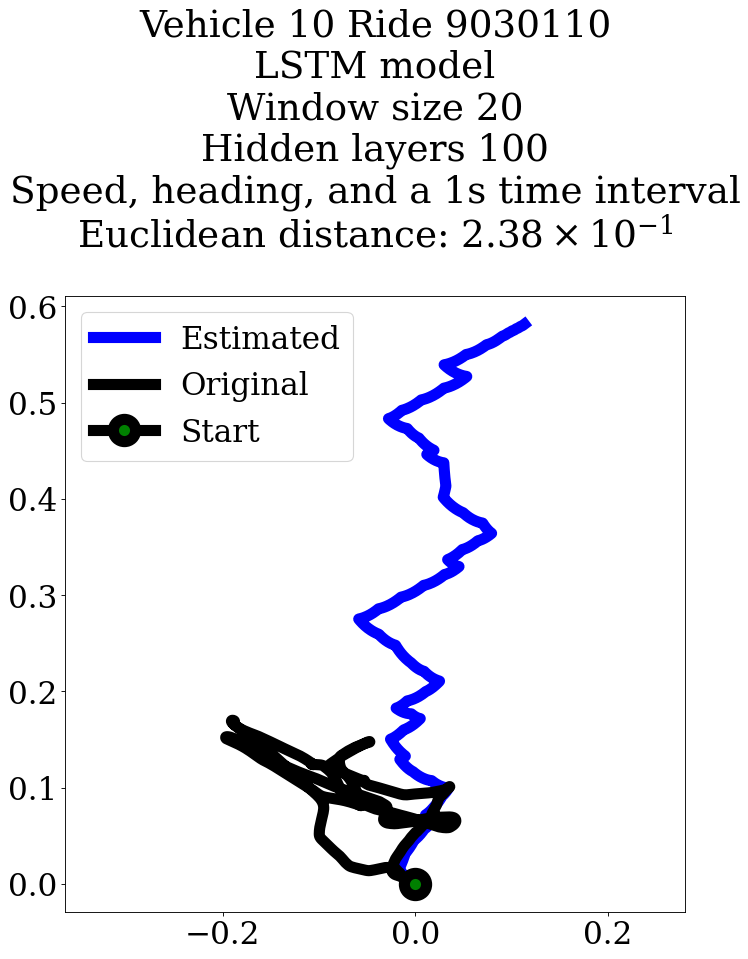 Vehicle 10 Ride 9030110
LSTM model
Window size 20
Hidden layers 100
Speed, heading, and a 1s time interval
Euclidean distance: 2.38 × 10⁻¹
Estimated
Original
Start
0.6
0.5
0.4
0.3
0.2
0.1
0.0
−0.2 0.0 0.2